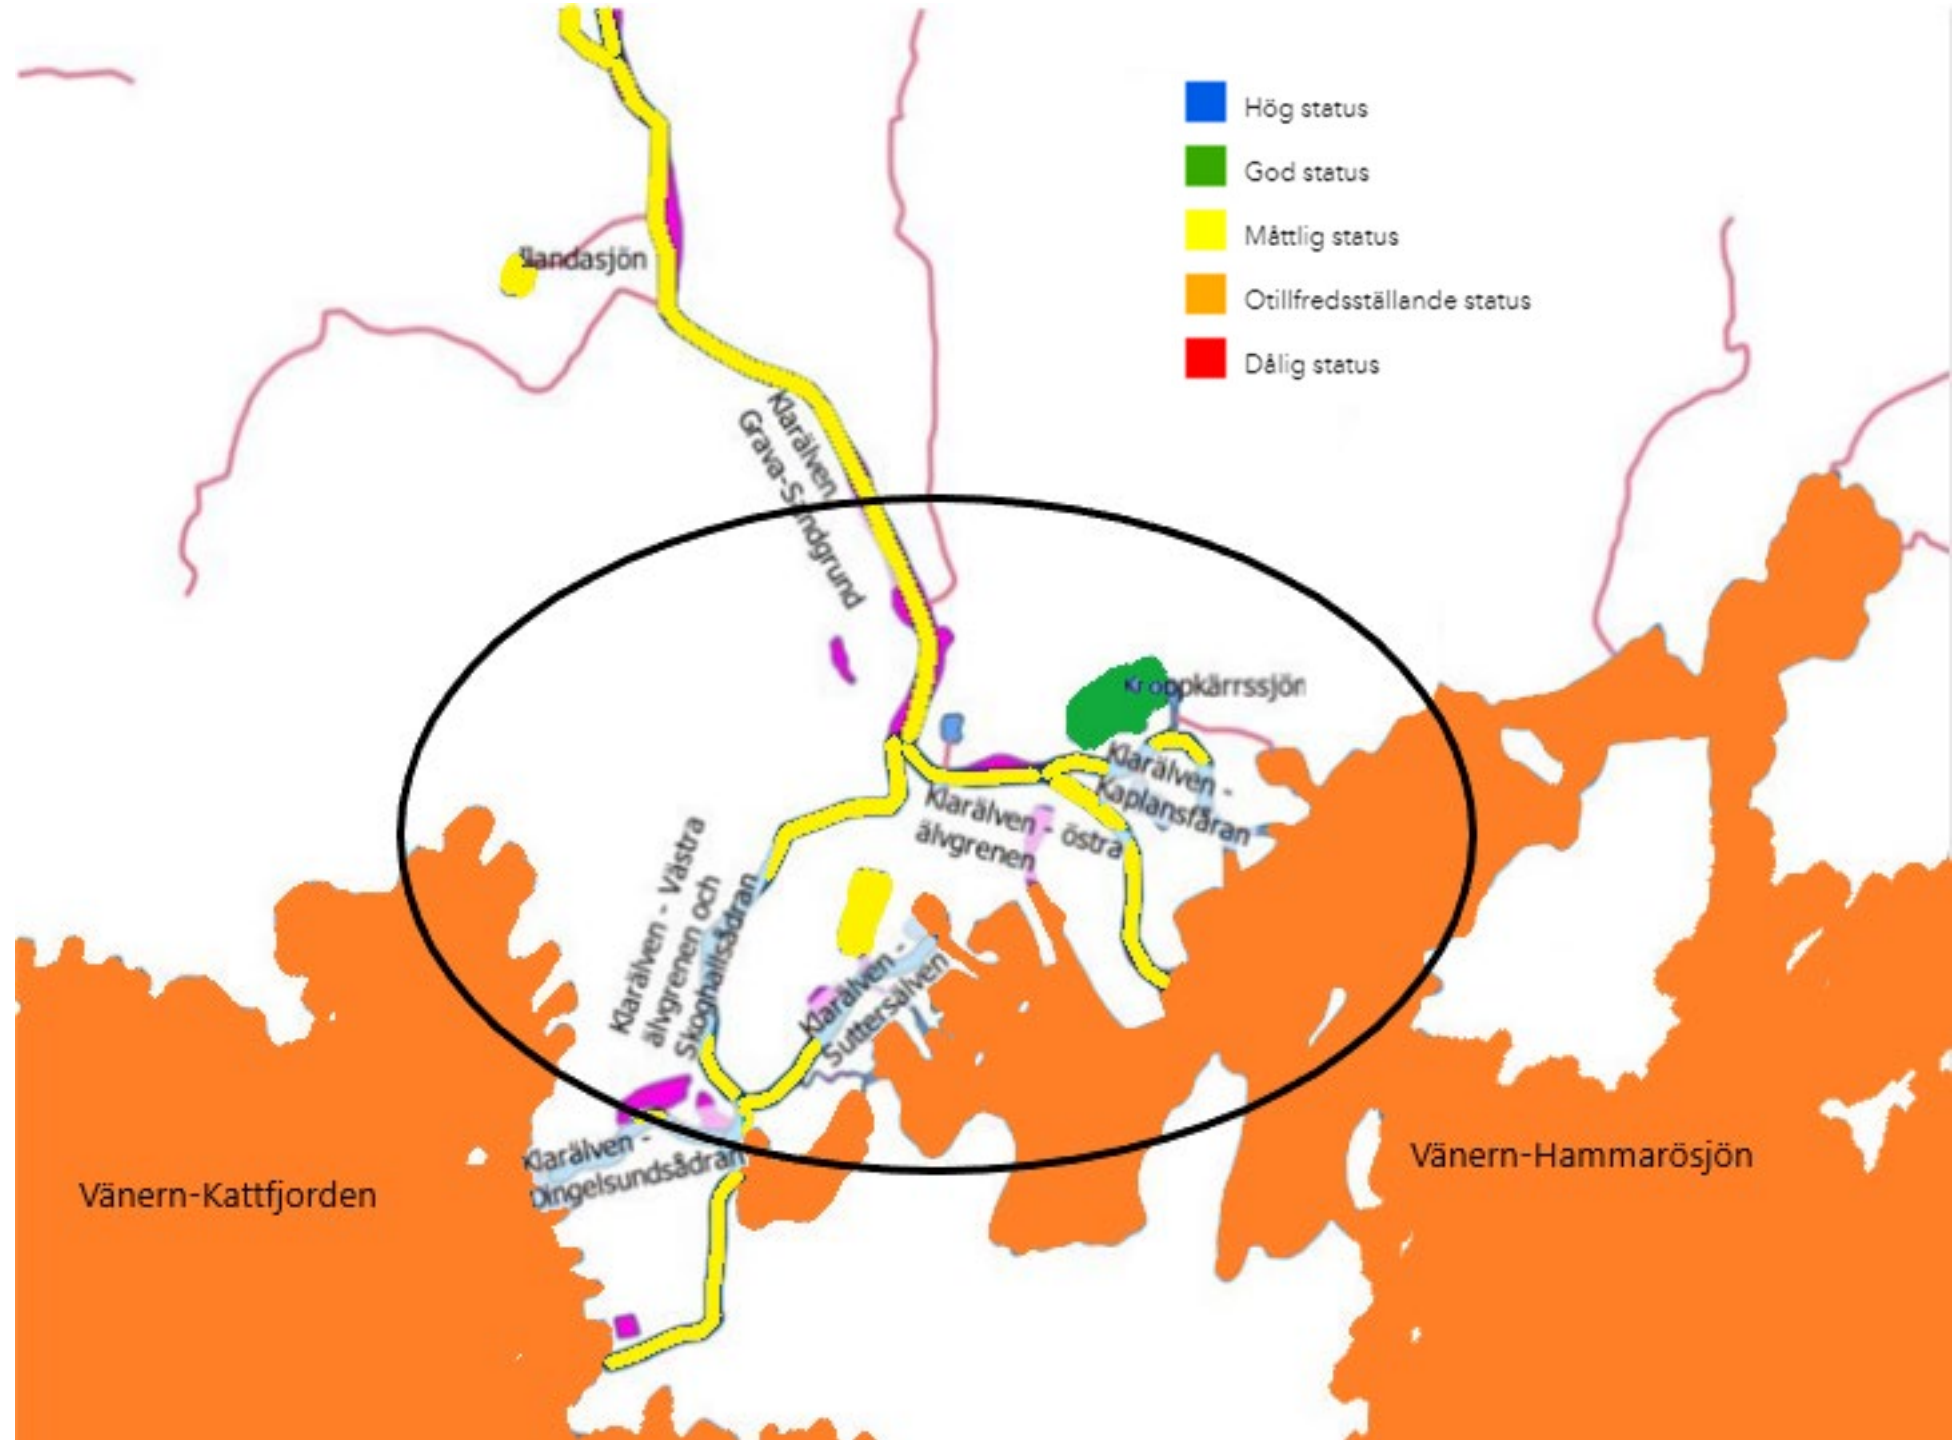 Hög status
God status
Måttlig status
Otillfredsställande status
Dålig status
Ilandasjön
Klarälven,
Grava-Sandgrund
Kroppkärrssjön
Klarälven -
Kaplansfåran
Klarälven - östra
älvgrenen
Klarälven - Västra
älvgrenen och
Skoghallsådran
Klarälven -
Suttersälven
Klarälven -
Dingelsundsådran
Vänern-Kattfjorden
Vänern-Hammarösjön